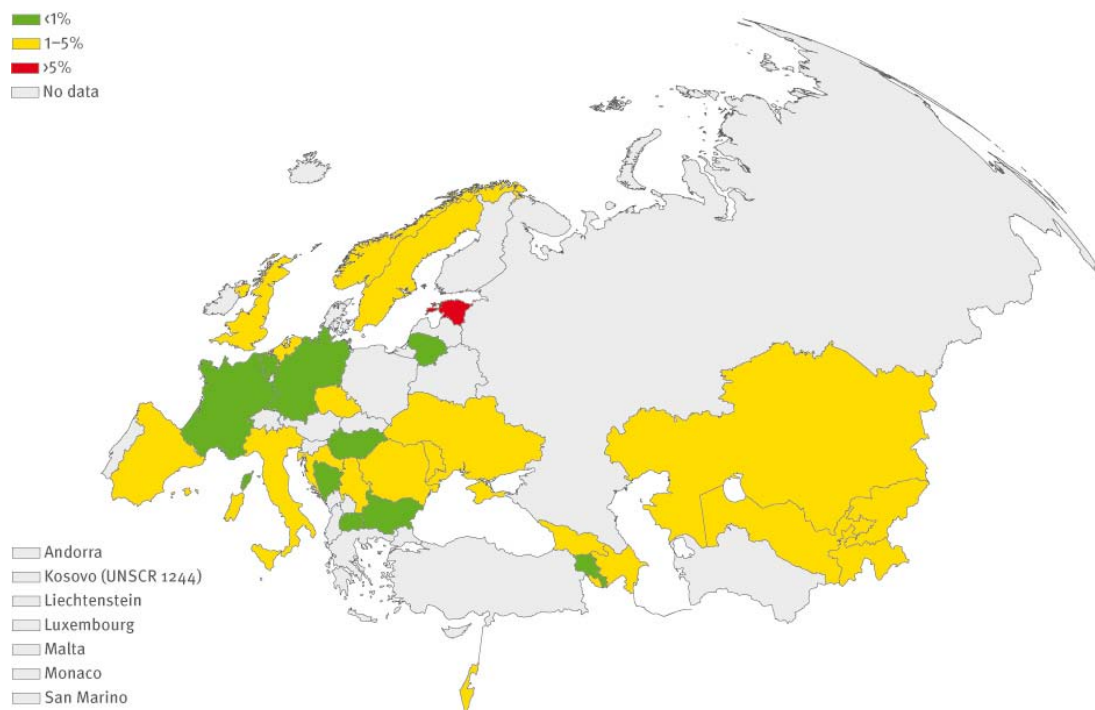 <1%
1–5%
>5%
No data
Andorra
Kosovo (UNSCR 1244)
Liechtenstein
Luxembourg
Malta
Monaco
San Marino